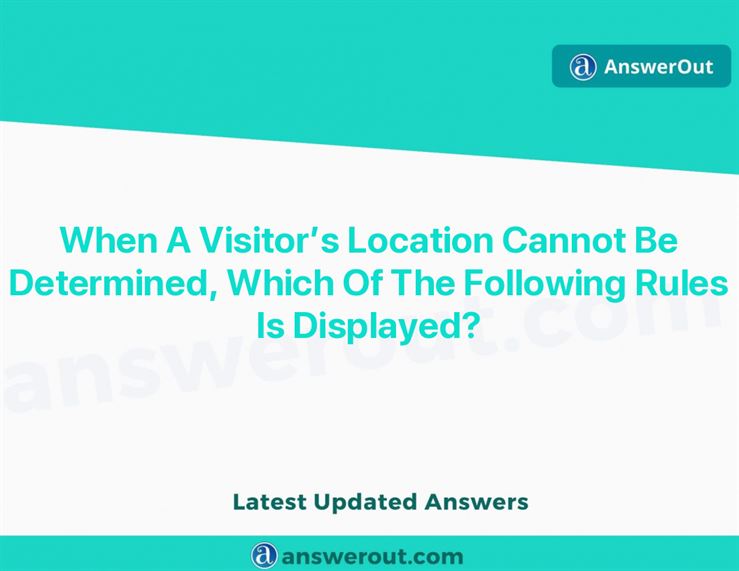 AnswerOut
When A Visitor’s Location Cannot Be
Determined, Which Of The Following Rules
Is Displayed?
answerout.com
Latest Updated Answers
answerout.com